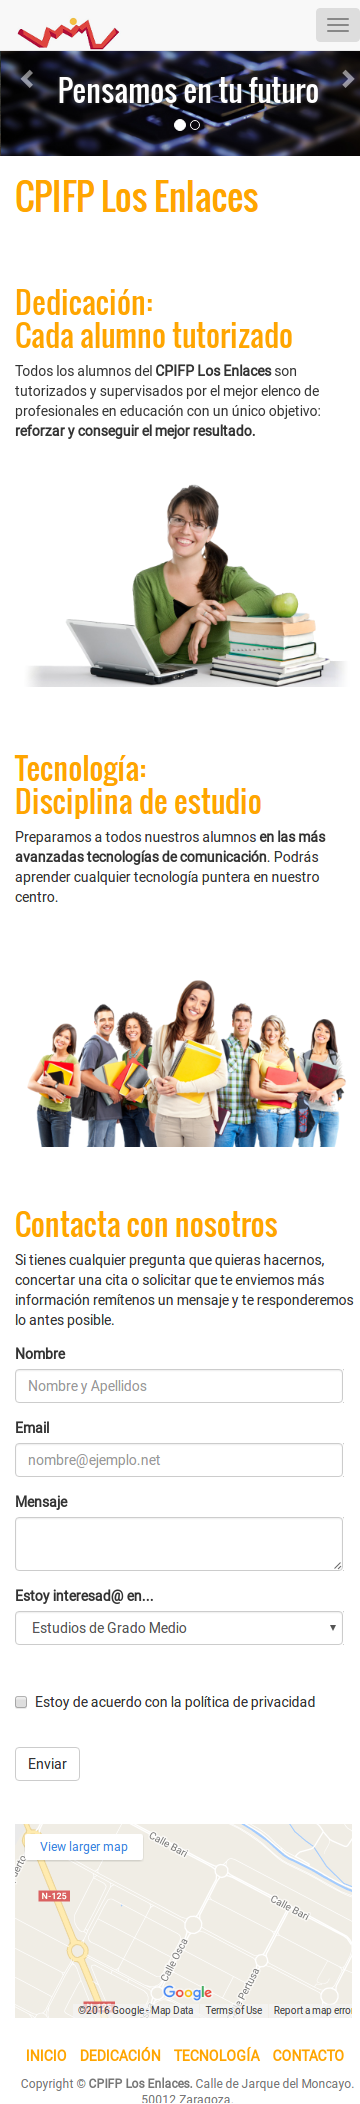 Pensamos en tu futuro
CPIFP Los Enlaces
Dedicación:
Cada alumno tutorizado
Todos los alumnos del CPIFP Los Enlaces son
tutorizados y supervisados por el mejor elenco de
profesionales en educación con un único objetivo:
reforzar y conseguir el mejor resultado.
Tecnología:
Disciplina de estudio
Preparamos a todos nuestros alumnos en las más
avanzadas tecnologías de comunicación. Podrás
aprender cualquier tecnología puntera en nuestro
centro.
Contacta con nosotros
Si tienes cualquier pregunta que quieras hacernos,
concertar una cita o solicitar que te enviemos más
información remítenos un mensaje y te responderemos
lo antes posible.
Nombre
Nombre y Apellidos
Email
nombre@ejemplo.net
Mensaje
Estoy interesad@ en...
Estudios de Grado Medio
Estoy de acuerdo con la política de privacidad
Enviar
View larger map
Calle Bari
N-125
Calle Bari
Calle Osca
Pertusa
Google
©2016 Google - Map Data Terms of Use Report a map error
INICIO DEDICACIÓN TECNOLOGÍA CONTACTO
Copyright © CPIFP Los Enlaces. Calle de Jarque del Moncayo.
50012 Zaragoza.